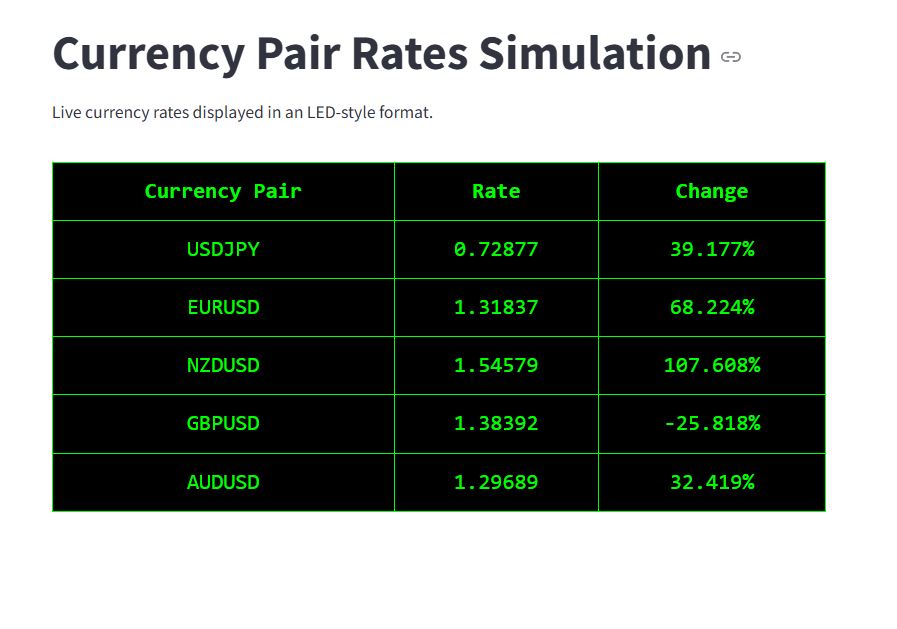 Currency Pair Rates Simulation
Live currency rates displayed in an LED-style format.
Currency Pair Rate Change
USDJPY 0.72877 39.177%
EURUSD 1.31837 68.224%
NZDUSD 1.54579 107.608%
GBPUSD 1.38392 -25.818%
AUDUSD 1.29689 32.419%